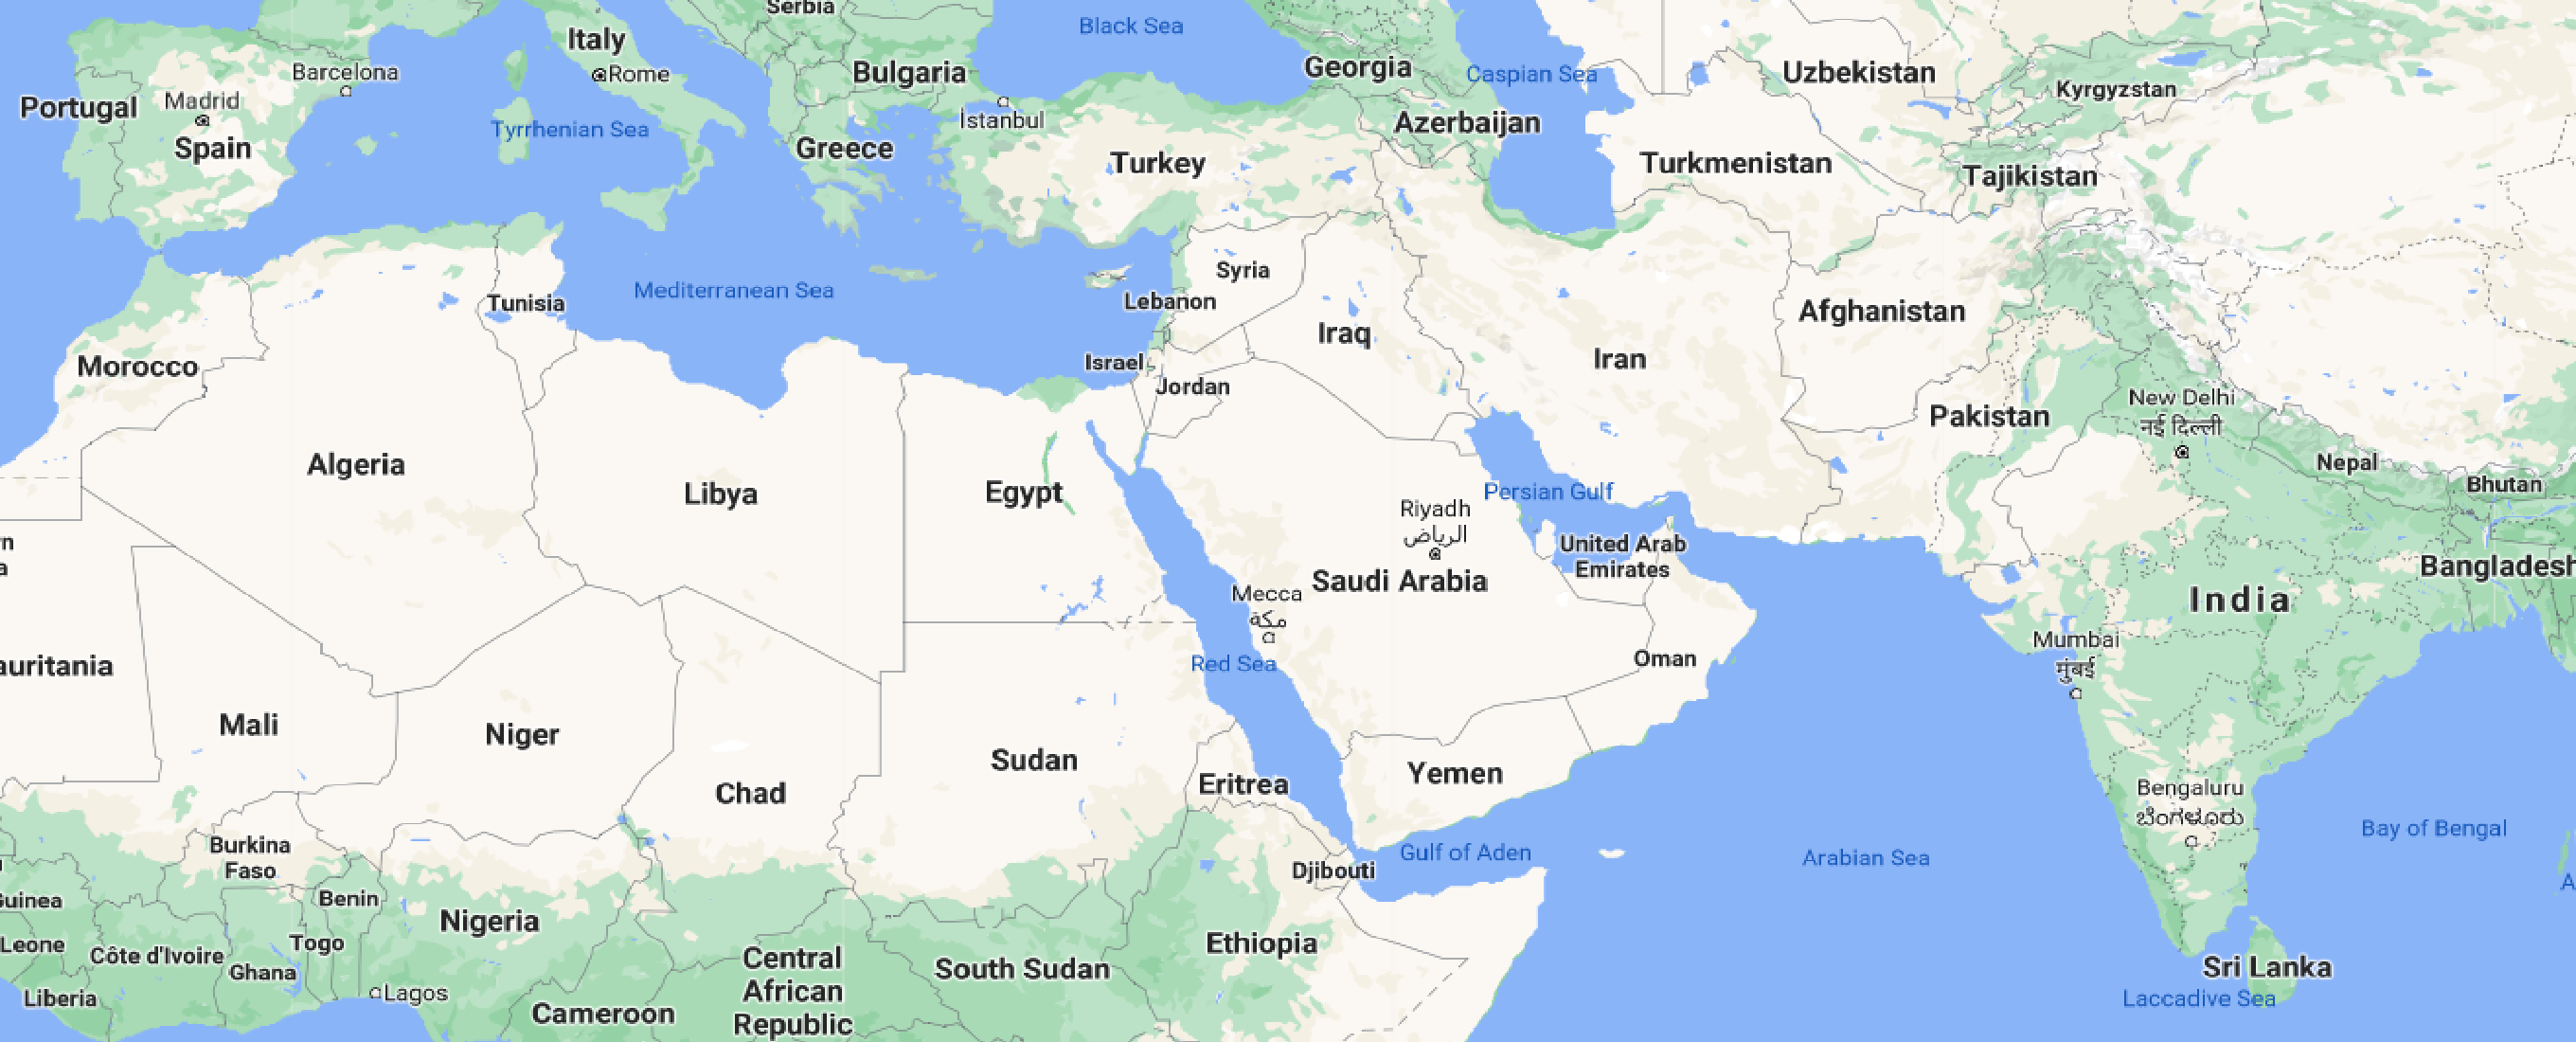 Serbia
Black Sea
Italy
Rome
Bulgaria
Georgia
Caspian Sea
Uzbekistan
Kyrgyzstan
Barcelona
Madrid
Portugal
Spain
Tyrrhenian Sea
İstanbul
Greece
Turkey
Azerbaijan
Turkmenistan
Tajikistan
Mediterranean Sea
Tunisia
Syria
Lebanon
Iraq
Iran
Afghanistan
Morocco
Israel
Jordan
Pakistan
New Delhi
नई दिल्ली
Algeria
Libya
Egypt
Persian Gulf
Nepal
Bhutan
Riyadh
الرياض
United Arab
Emirates
Saudi Arabia
Mecca
مكة
Bangladesh
India
Mumbai
मुंबई
Oman
Red Sea
n
a
auritania
Mali
Niger
Chad
Sudan
Eritrea
Yemen
Bengaluru
ಬೆಂಗಳೂರು
Bay of Bengal
Burkina
Faso
Djibouti
Gulf of Aden
Arabian Sea
A
Guinea
Benin
Nigeria
Leone
Côte d'Ivoire
Togo
Ghana
Liberia
Lagos
Cameroon
Central
African
Republic
South Sudan
Ethiopia
Sri Lanka
Laccadive Sea